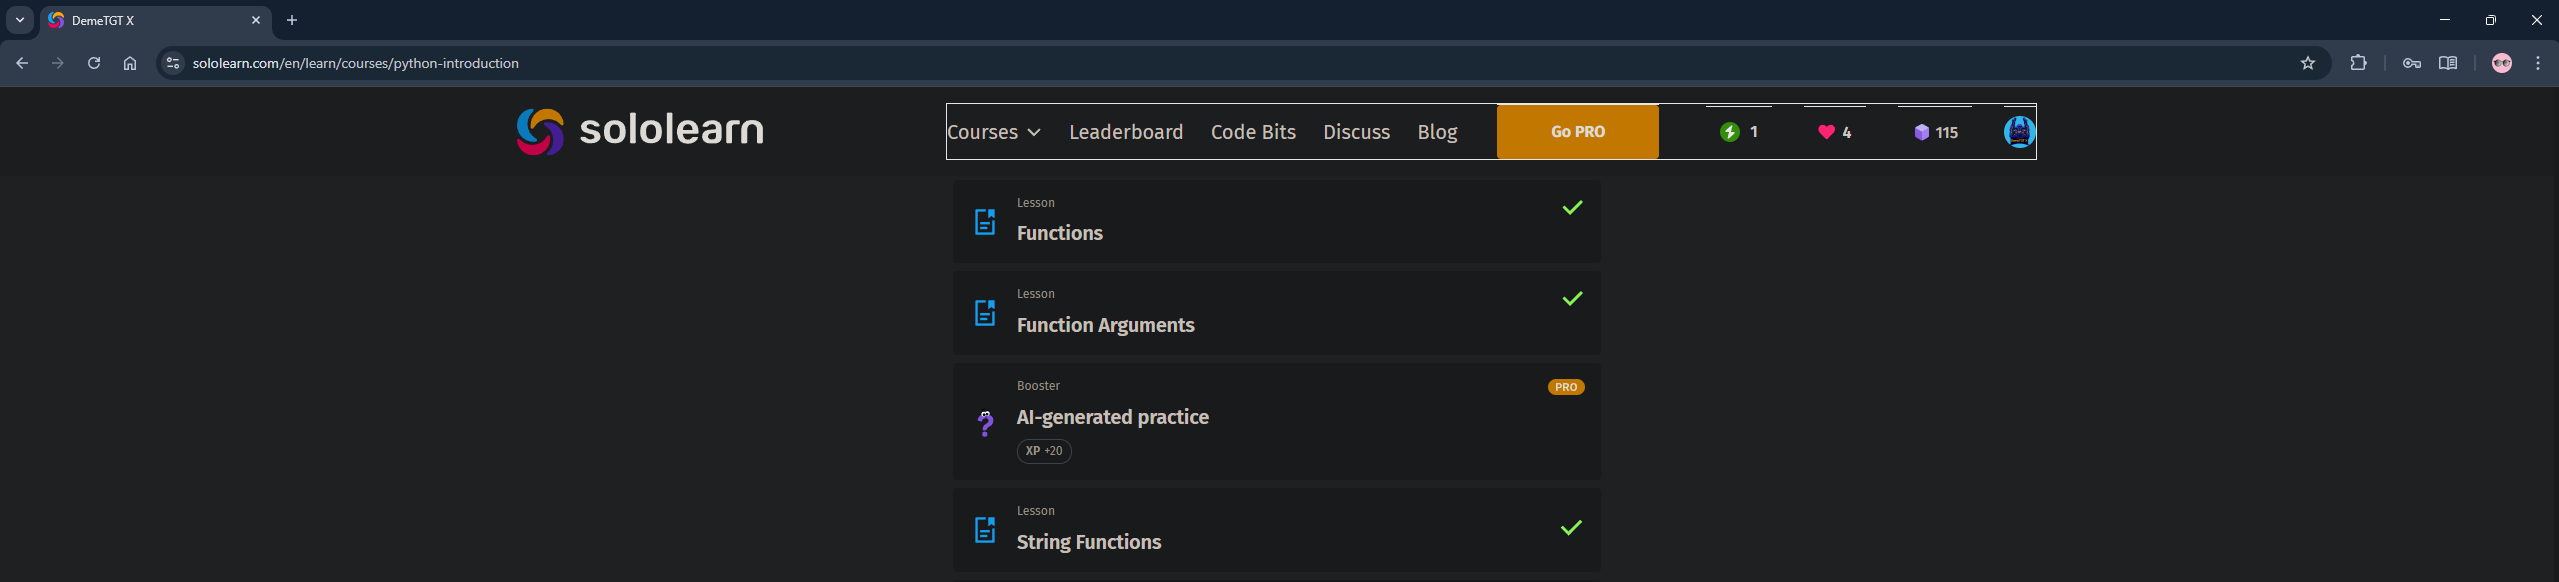 DemeTGT X
sololearn.com/en/learn/courses/python-introduction
sololearn
Courses Leaderboard Code Bits Discuss Blog Go PRO 1 4 115
Lesson
Functions
Lesson
Function Arguments
Booster
PRO
AI-generated practice
XP +20
Lesson
String Functions